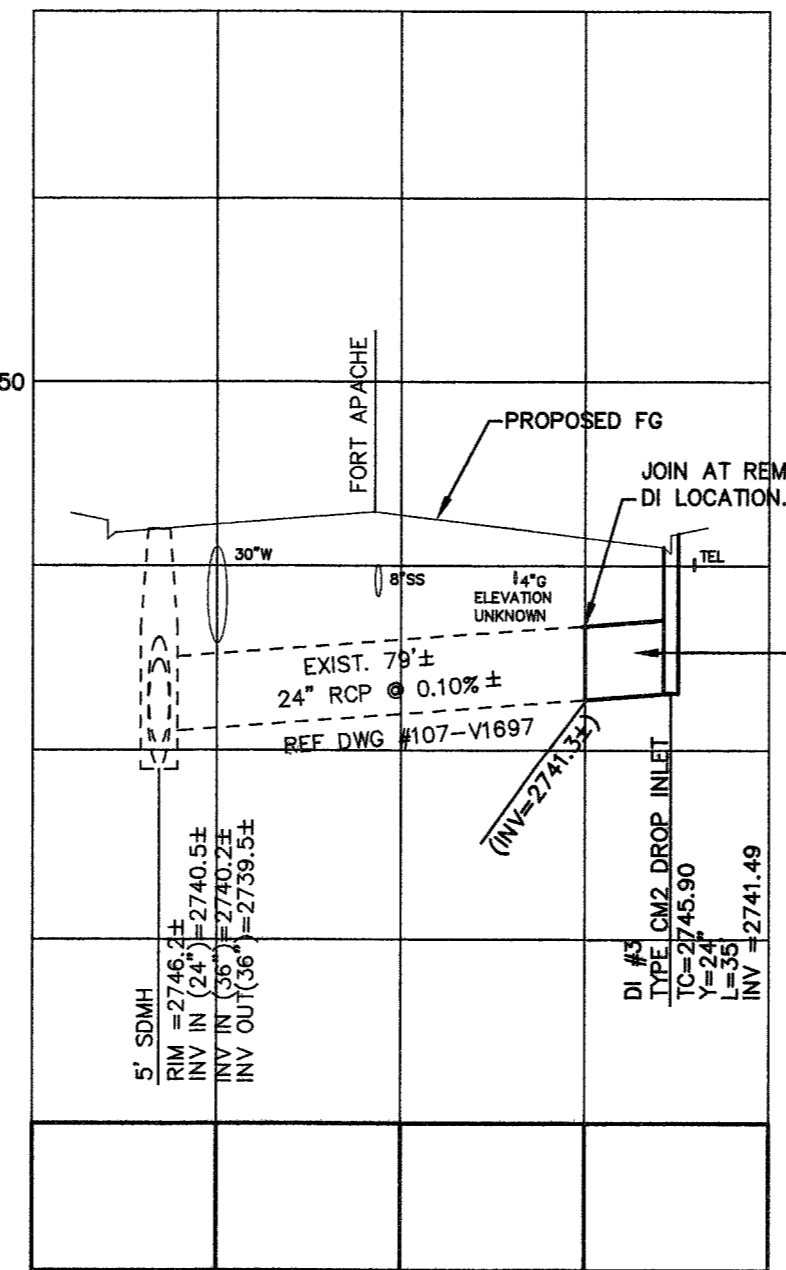 50
FORT APACHE
PROPOSED FG
JOIN AT REM
DI LOCATION.
30"W
8"SS
4"G
ELEVATION
UNKNOWN
TEL
EXIST. 79'±
24" RCP @ 0.10% ±
REF DWG #107-V1697
(INV=2741.3±)
5' SDMH
RIM =2746.2±
INV IN (24")=2740.5±
INV IN (36")=2740.2±
INV OUT(36")=2739.5±
DI #3
TYPE CM2 DROP INLET
TC=2745.90
Y=24"
L=35'
INV =2741.49